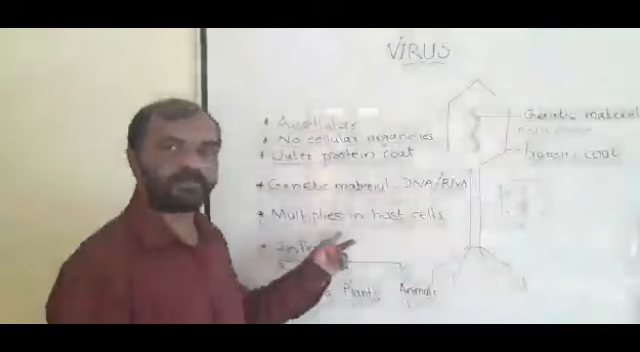 VIRUS
* Acellular
* No cellular organelles
* Outer protein coat
* Genetic material - DNA/RNA
* Multiplies in host cells
Plants Animals
Genetic material
Protein coat